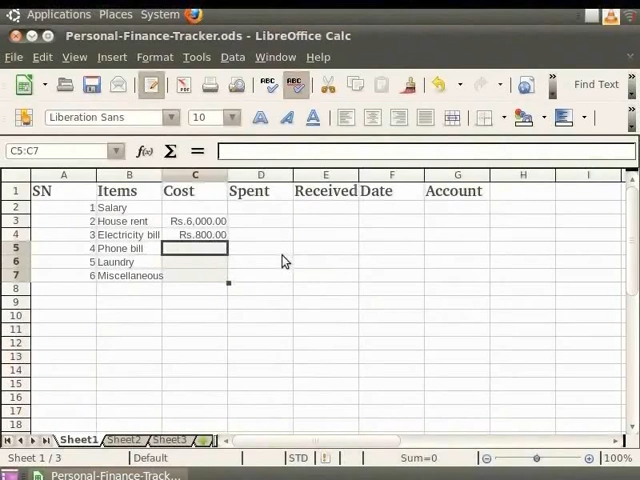 Applications Places System
Personal-Finance-Tracker.ods - LibreOffice Calc
File Edit View Insert Format Tools Data Window Help
ABC ABC Find Text
Liberation Sans 10
C5:C7 f(x) Σ =
A B C D E F G H I
1 SN Items Cost Spent Received Date Account
2 1 Salary
3 2 House rent Rs.6,000.00
4 3 Electricity bill Rs.800.00
5 4 Phone bill
6 5 Laundry
7 6 Miscellaneous
8
9
10
11
12
13
14
15
16
17
18
Sheet1 Sheet2 Sheet3
Sheet 1 / 3 Default STD Sum=0 100%
Personal-Finance-Track...